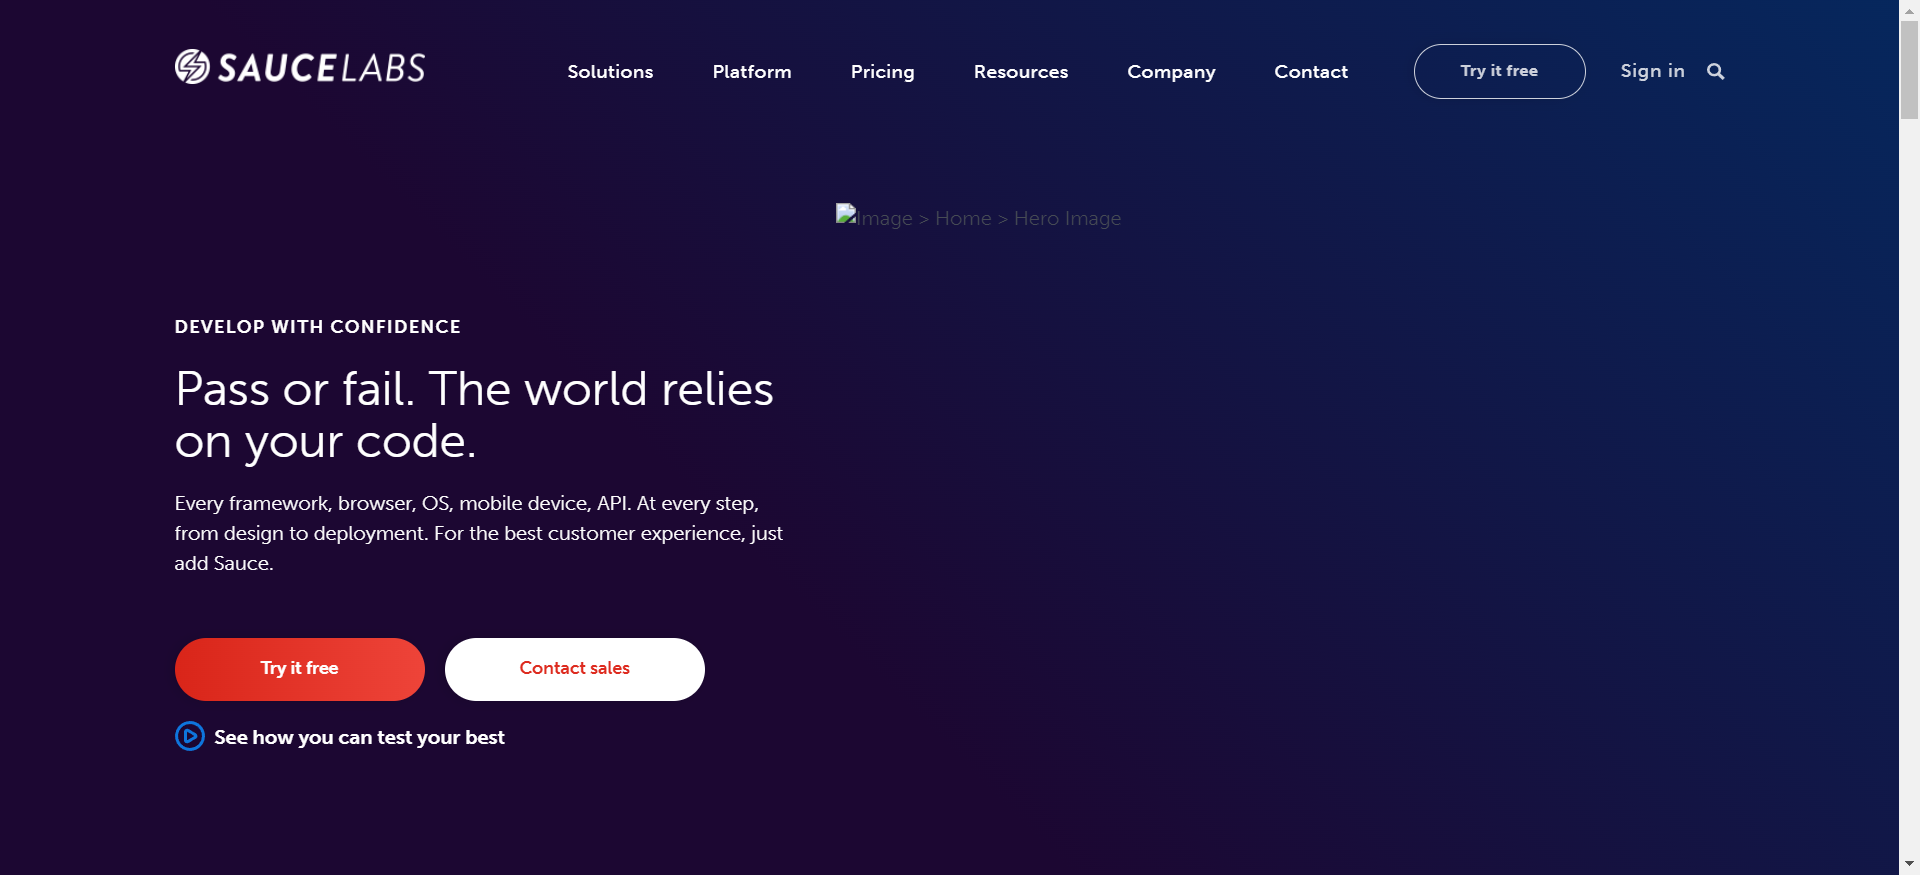 SAUCELABS
Solutions
Platform
Pricing
Resources
Company
Contact
Try it free
Sign in
Image > Home > Hero Image
DEVELOP WITH CONFIDENCE
Pass or fail. The world relies
on your code.
Every framework, browser, OS, mobile device, API. At every step,
from design to deployment. For the best customer experience, just
add Sauce.
Try it free
Contact sales
See how you can test your best